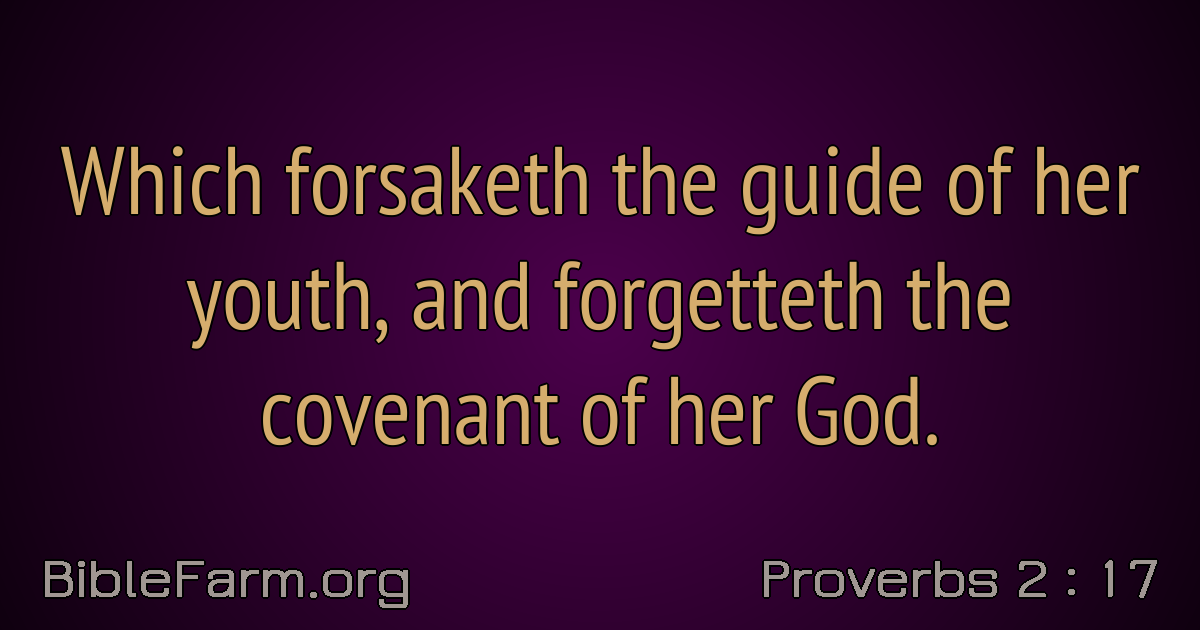 Which forsaketh the guide of her
youth, and forgetteth the
covenant of her God.
BibleFarm.org
Proverbs 2 : 17